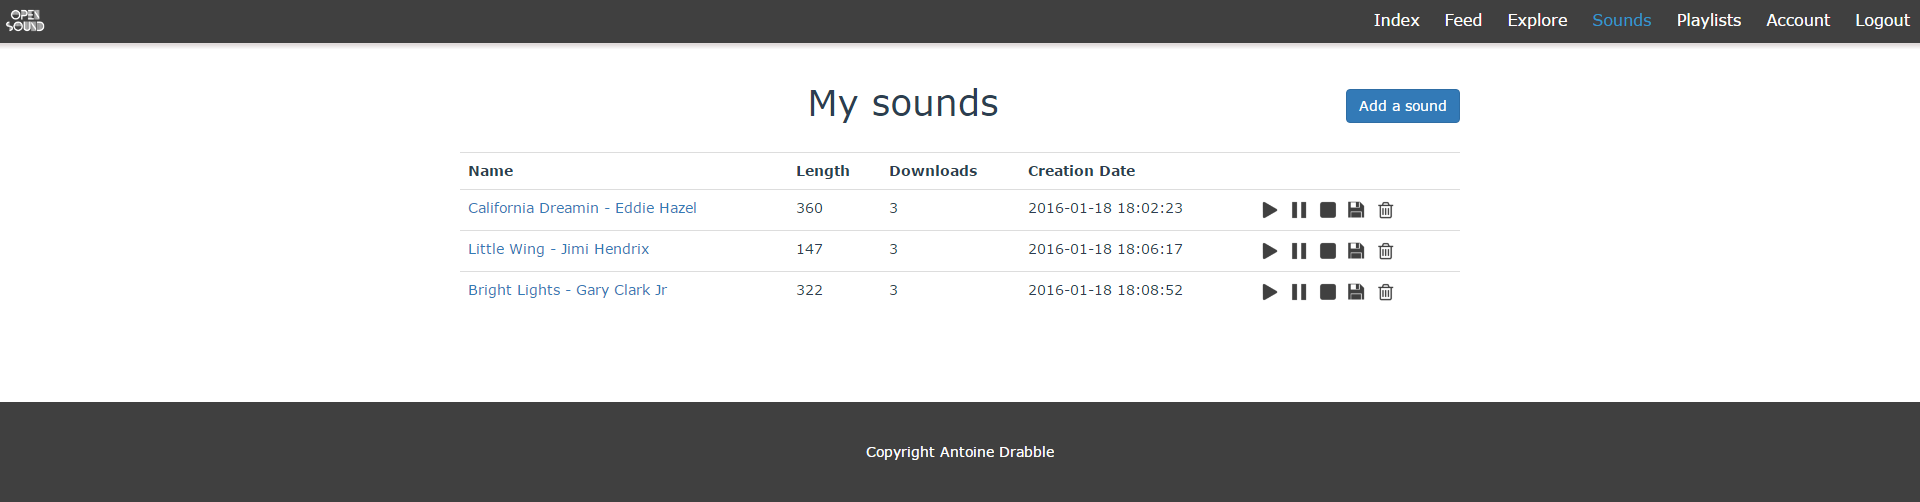 OPEN
SOUND
Index Feed Explore Sounds Playlists Account Logout
My sounds
Add a sound
Name Length Downloads Creation Date
California Dreamin - Eddie Hazel 360 3 2016-01-18 18:02:23
Little Wing - Jimi Hendrix 147 3 2016-01-18 18:06:17
Bright Lights - Gary Clark Jr 322 3 2016-01-18 18:08:52
Copyright Antoine Drabble